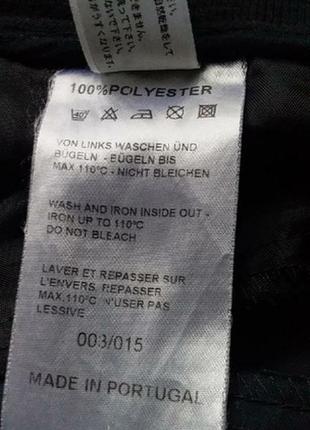 100%POLYESTER
VON LINKS WASCHEN UND
BÜGELN - EÜGELN BIS
MAX 110°C - NICHT BLEICHEN
WASH AND IRON INSIDE OUT -
IRON UP TO 110°C
DO NOT BLEACH
LAVER ET REPASSER SUR
L'ENVERS. REPASSER
MAX.110°C N'USER PAS
LESSIVE
003/015
MADE IN PORTUGAL